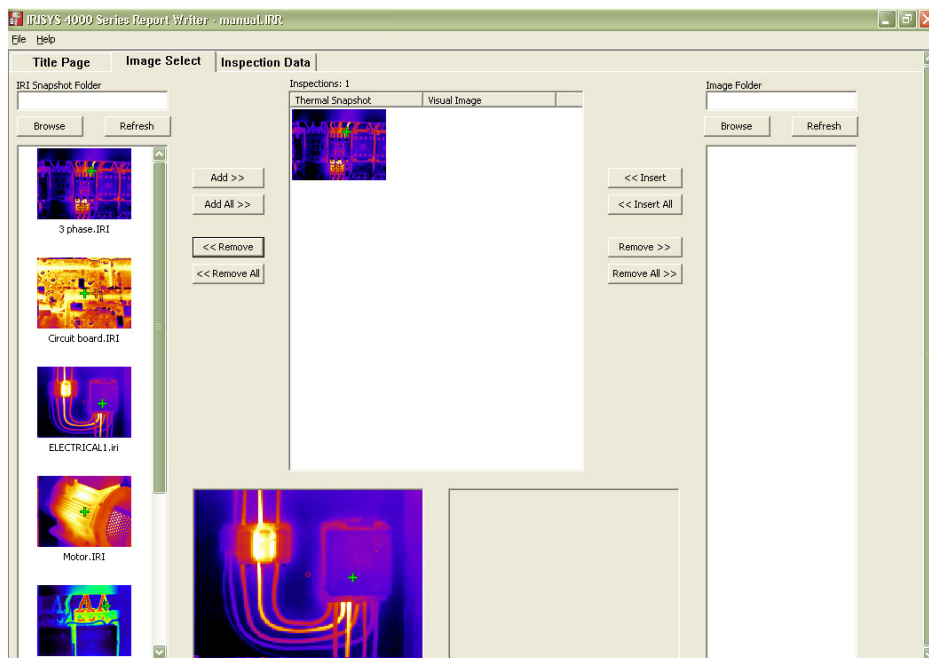 IRISYS 4000 Series Report Writer - manual.IRR
File Help
Title Page Image Select Inspection Data
IRI Snapshot Folder
Browse Refresh
3 phase.IRI
Circuit board.IRI
ELECTRICAL1.iri
Motor.IRI
Add >>
Add All >>
<< Remove
<< Remove All
Inspections: 1
Thermal Snapshot Visual Image
<< Insert
<< Insert All
Remove >>
Remove All >>
Image Folder
Browse Refresh